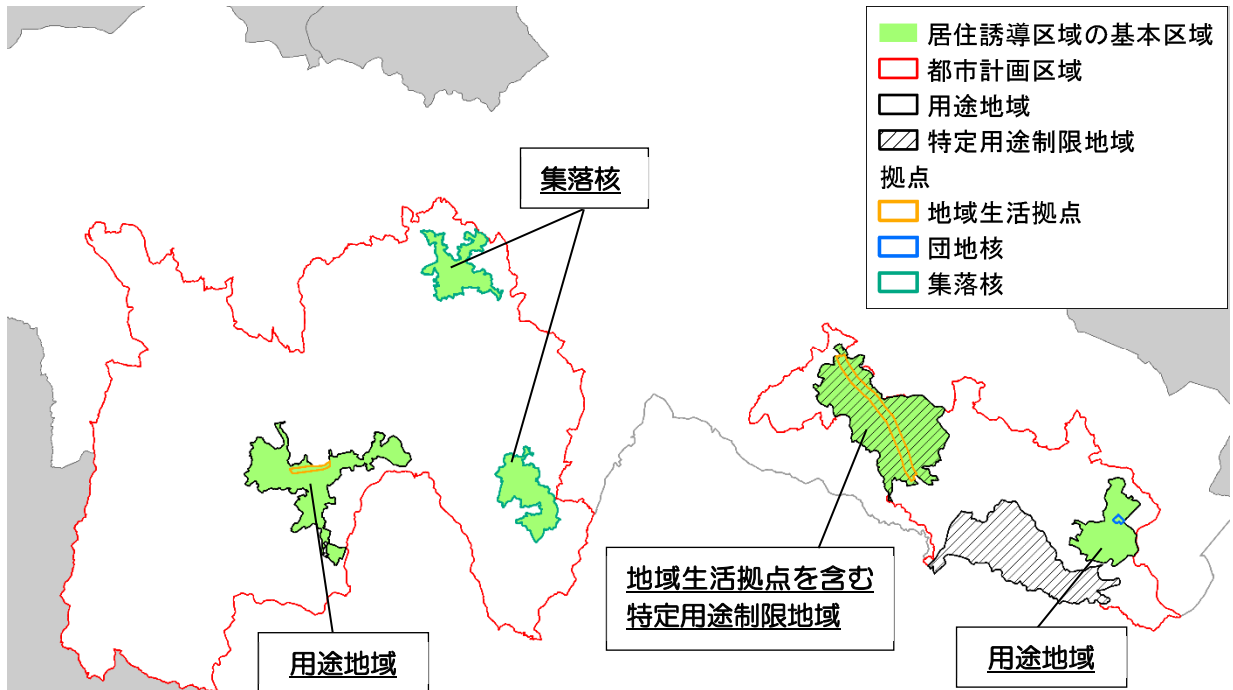 居住誘導区域の基本区域
都市計画区域
用途地域
特定用途制限地域
拠点
地域生活拠点
団地核
集落核
集落核
地域生活拠点を含む
特定用途制限地域
用途地域
用途地域